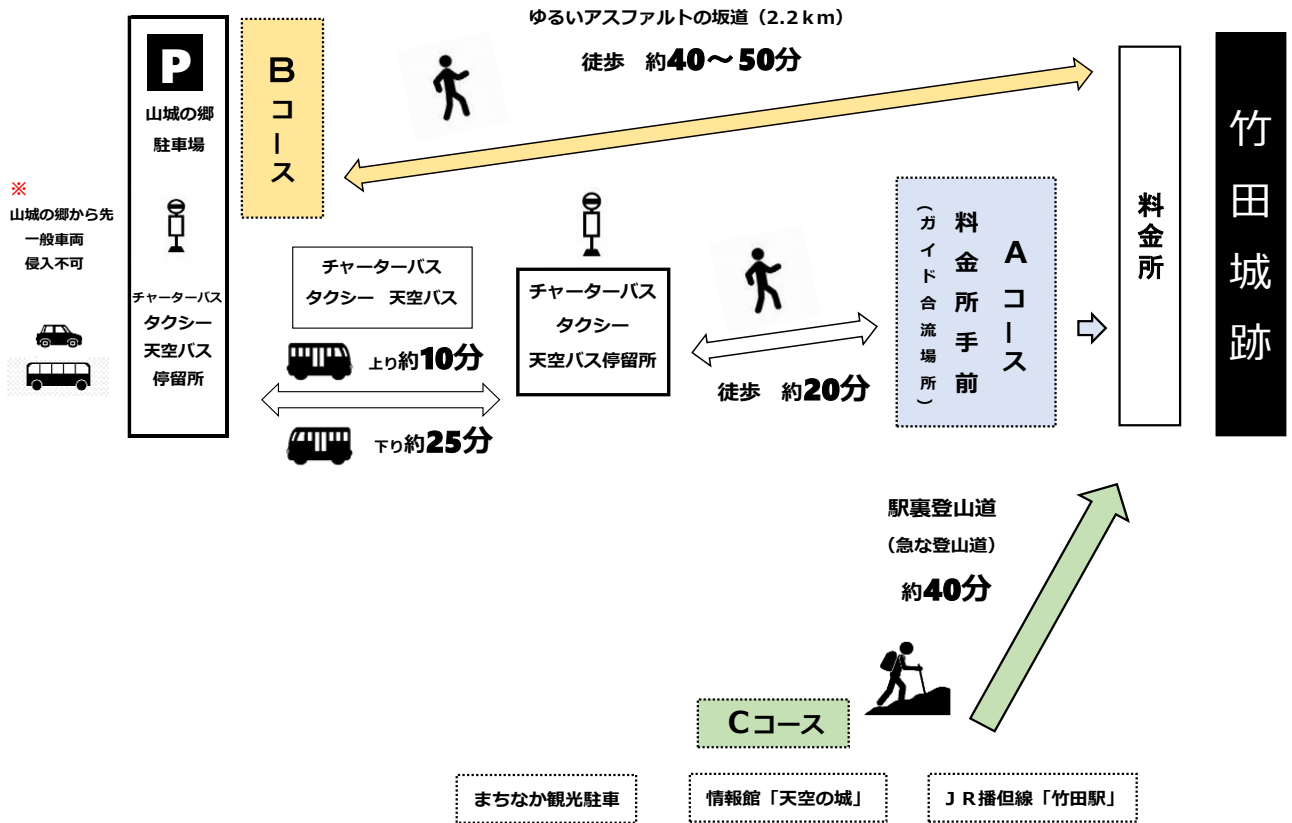 ゆるいアスファルトの坂道（2.2ｋm）
徒歸　約40～50分
P
山城の郷
駐車場
チャーターバス
タクシー
天空バス
停留所
※
山城の郷から先
一般車両
侵入不可
Bコース
チャーターバス
タクシー　天空バス
上り約10分
下り約25分
チャーターバス
タクシー
天空バス停留所
徒歩　約20分
Aコース
料金所手前
(ガイド合流場所)
料金所
竹田城跡
駅裏登山道
（急な登山道）
約40分
Cコース
まちなか観光駐車
情報館「天空の城」
ＪＲ播但線「竹田駅」